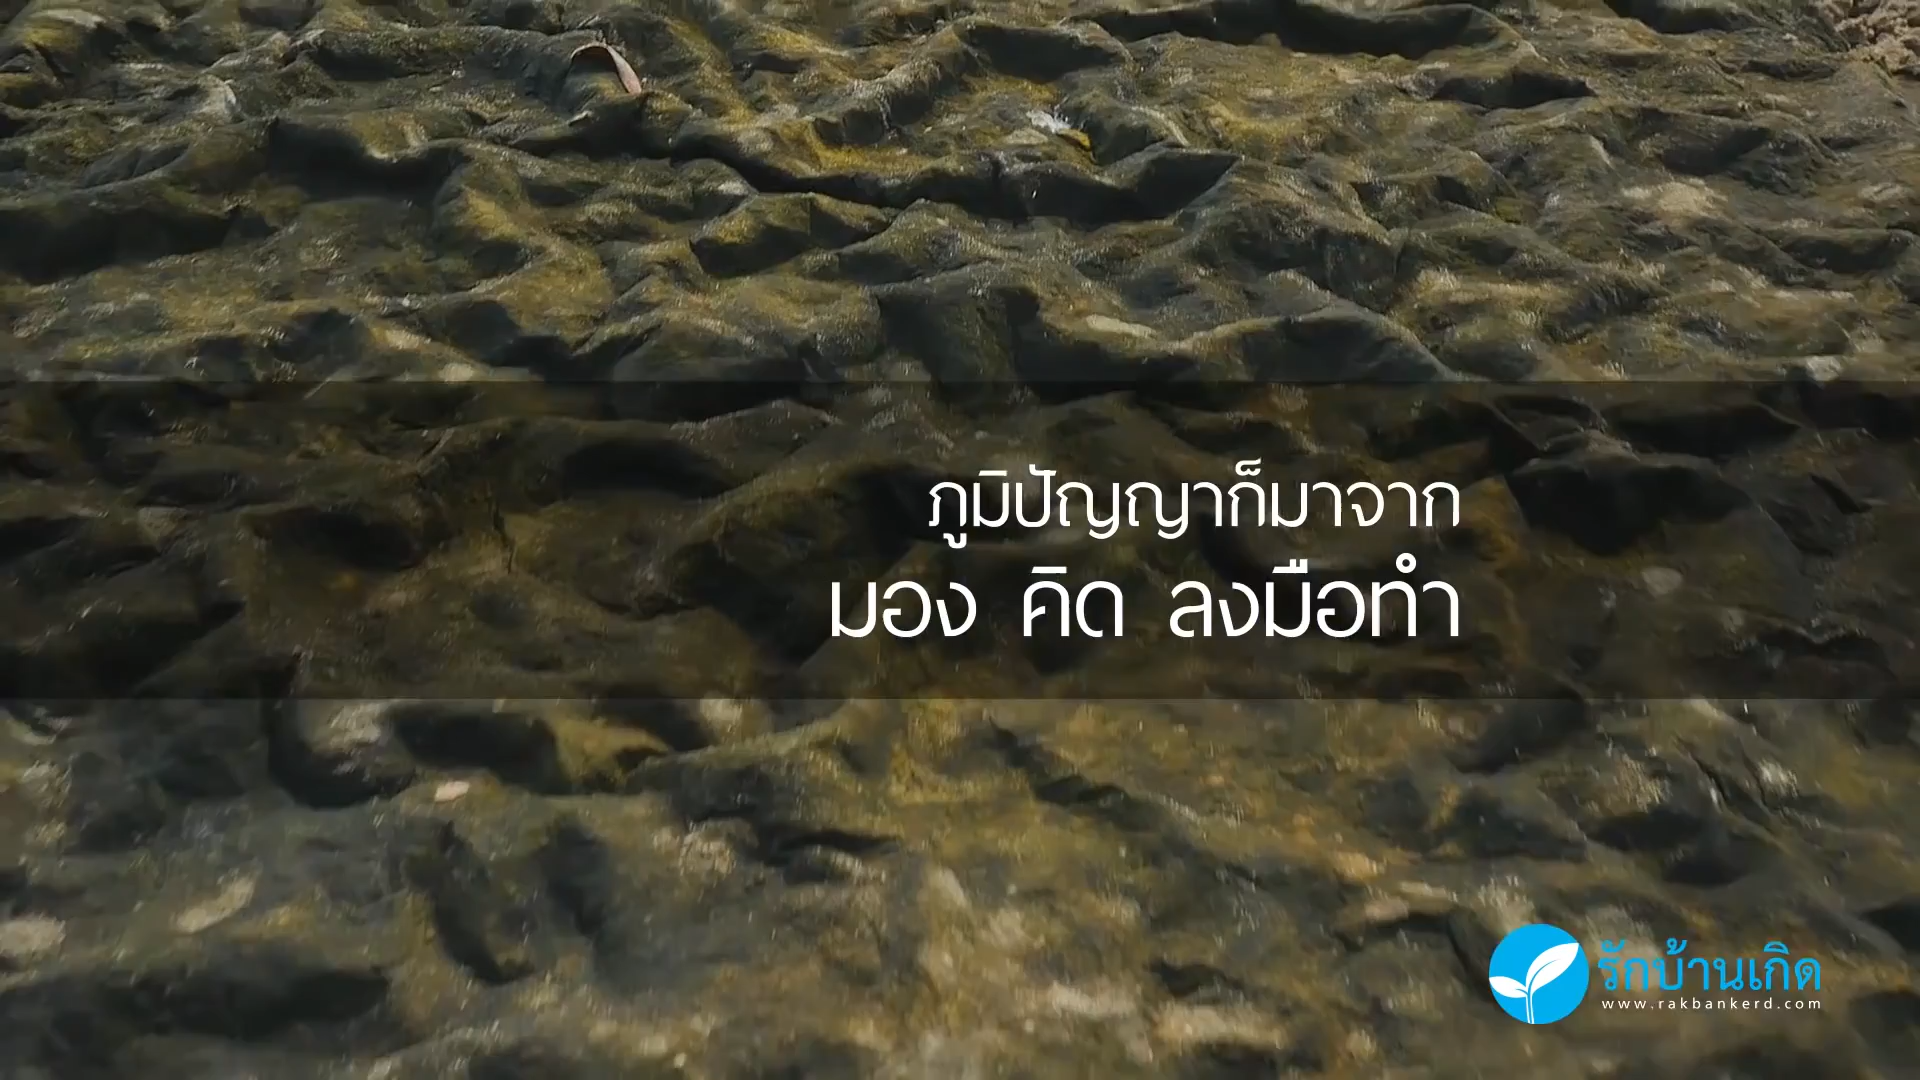 ภูมิปัญญาก็มาจาก
มอง คิด ลงมือทำ
รักบ้านเกิด
www.rakbankerd.com